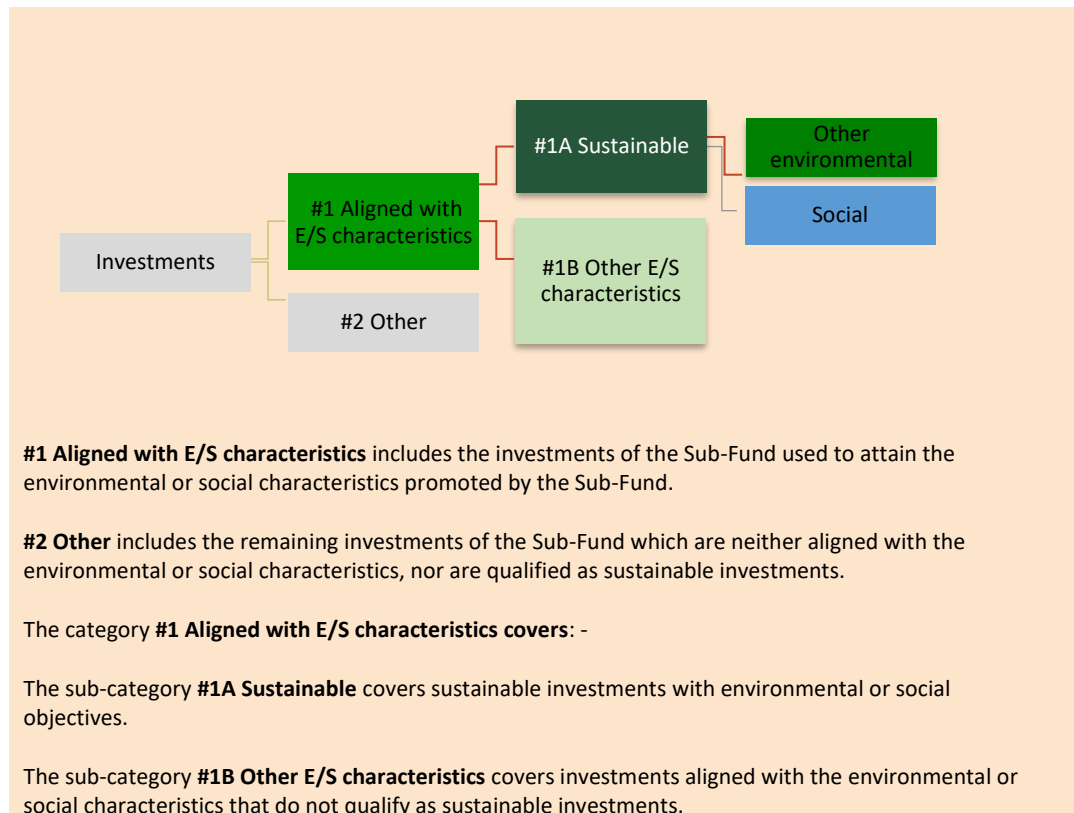 #1A Sustainable
Other
environmental
Social
#1 Aligned with
E/S characteristics
Investments
#1B Other E/S
characteristics
#2 Other
#1 Aligned with E/S characteristics includes the investments of the Sub-Fund used to attain the
environmental or social characteristics promoted by the Sub-Fund.
#2 Other includes the remaining investments of the Sub-Fund which are neither aligned with the
environmental or social characteristics, nor are qualified as sustainable investments.
The category #1 Aligned with E/S characteristics covers: -
The sub-category #1A Sustainable covers sustainable investments with environmental or social
objectives.
The sub-category #1B Other E/S characteristics covers investments aligned with the environmental or
social characteristics that do not qualify as sustainable investments.